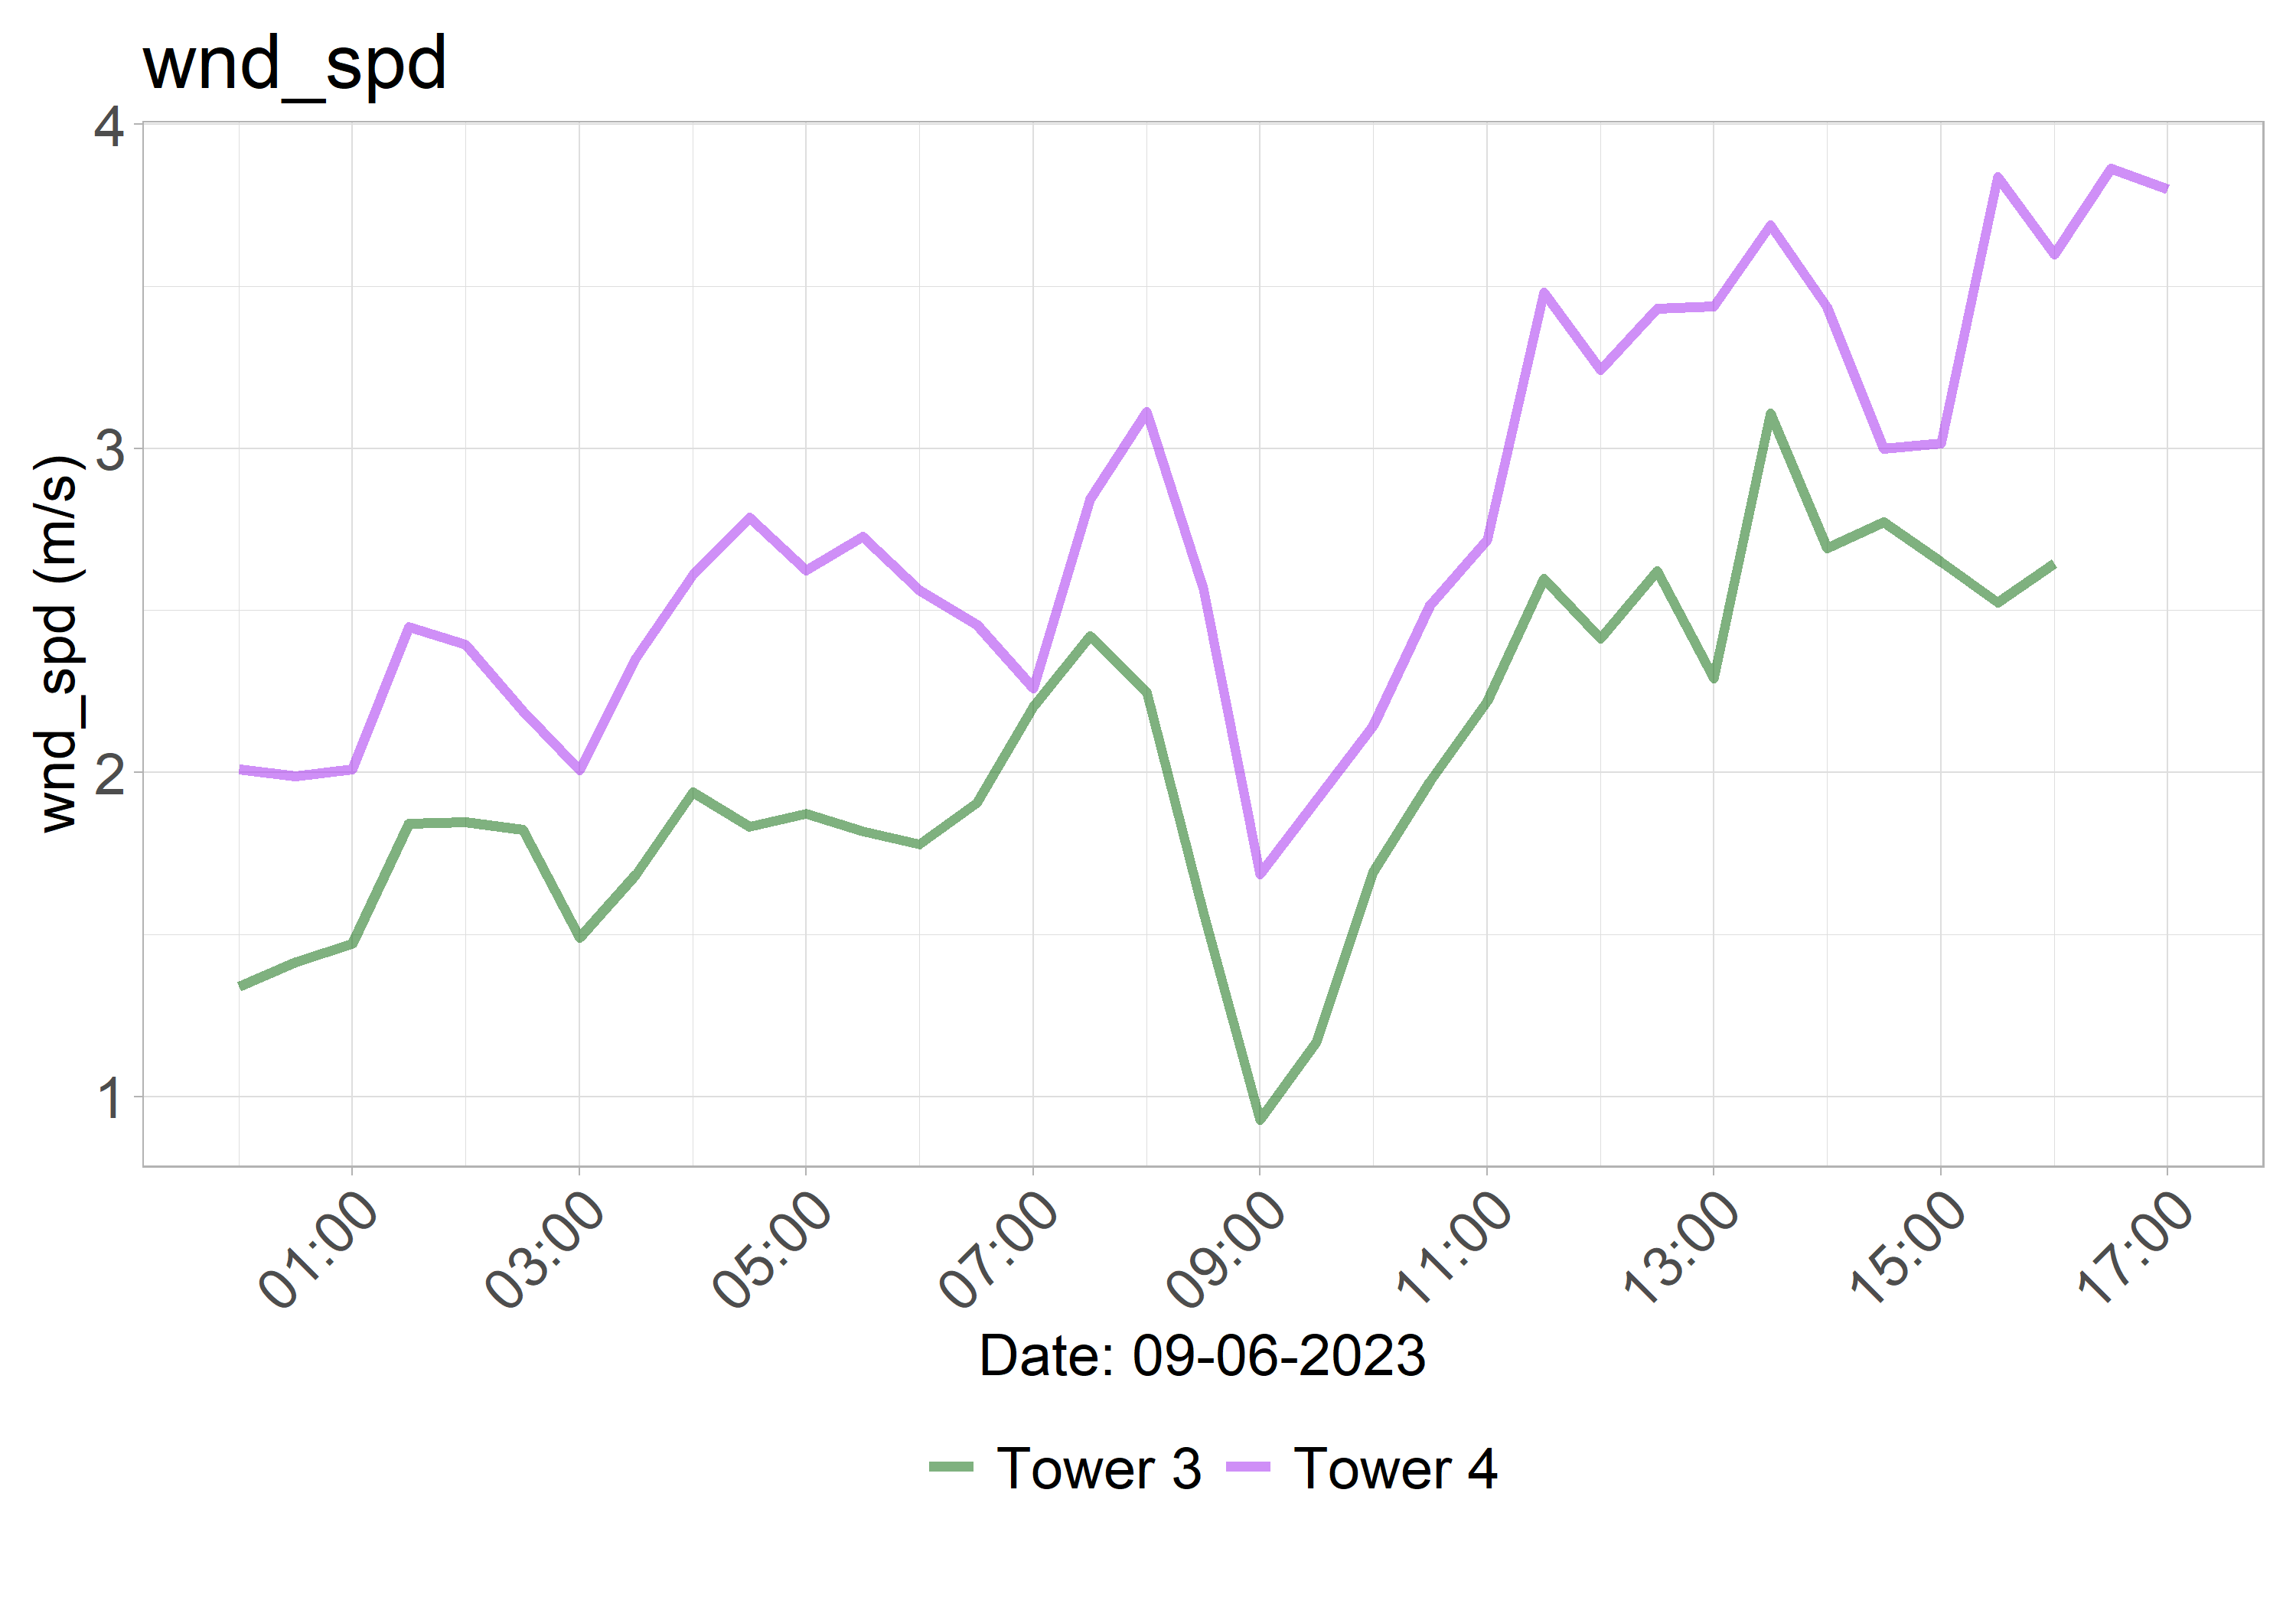 wnd_spd
4
3
2
1
wnd_spd (m/s)
01:00 03:00 05:00 07:00 09:00 11:00 13:00 15:00 17:00
Date: 09-06-2023
Tower 3 Tower 4